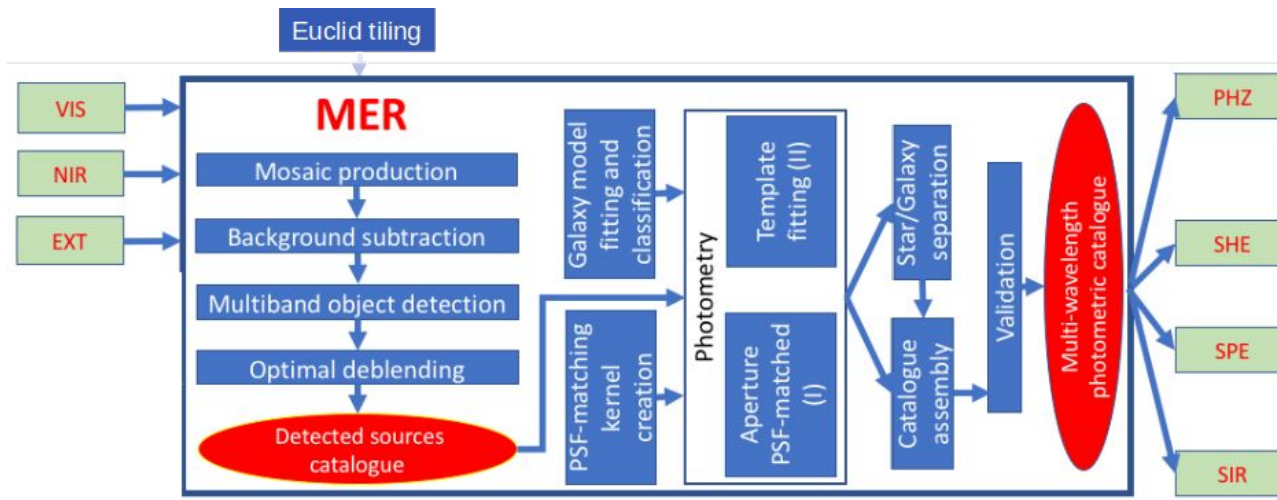 Euclid tiling
VIS
NIR
EXT
MER
Mosaic production
Background subtraction
Multiband object detection
Optimal deblending
Detected sources
catalogue
Galaxy model
fitting and
classification
PSF-matching
kernel
creation
Photometry
Template
fitting (II)
Aperture
PSF-matched
(I)
Star/Galaxy
separation
Catalogue
assembly
Validation
Multi-wavelength
photometric catalogue
PHZ
SHE
SPE
SIR